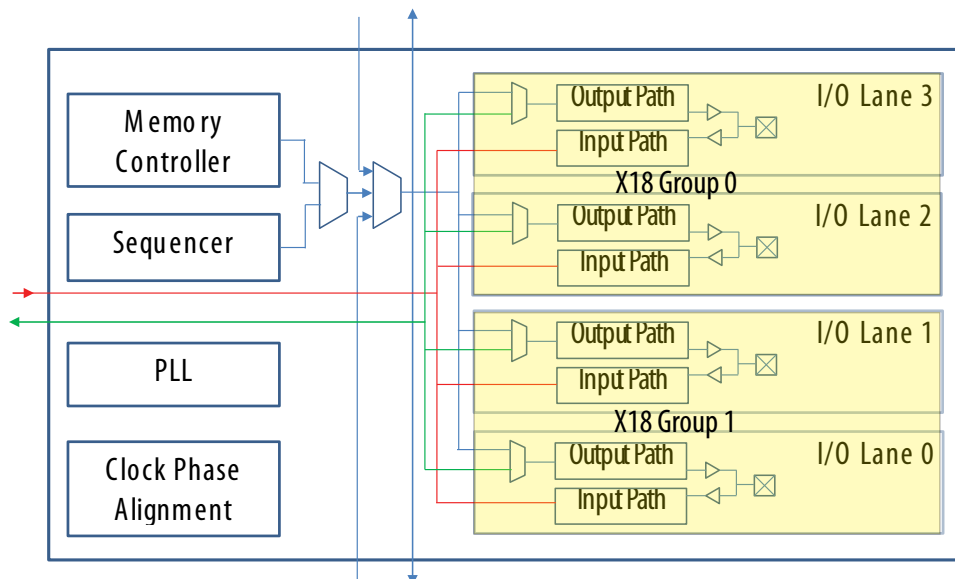 Memory
Controller
Sequencer
PLL
Clock Phase
Alignment
Output Path
I/O Lane 3
Input Path
X18 Group 0
Output Path
I/O Lane 2
Input Path
Output Path
I/O Lane 1
Input Path
X18 Group 1
Output Path
I/O Lane 0
Input Path